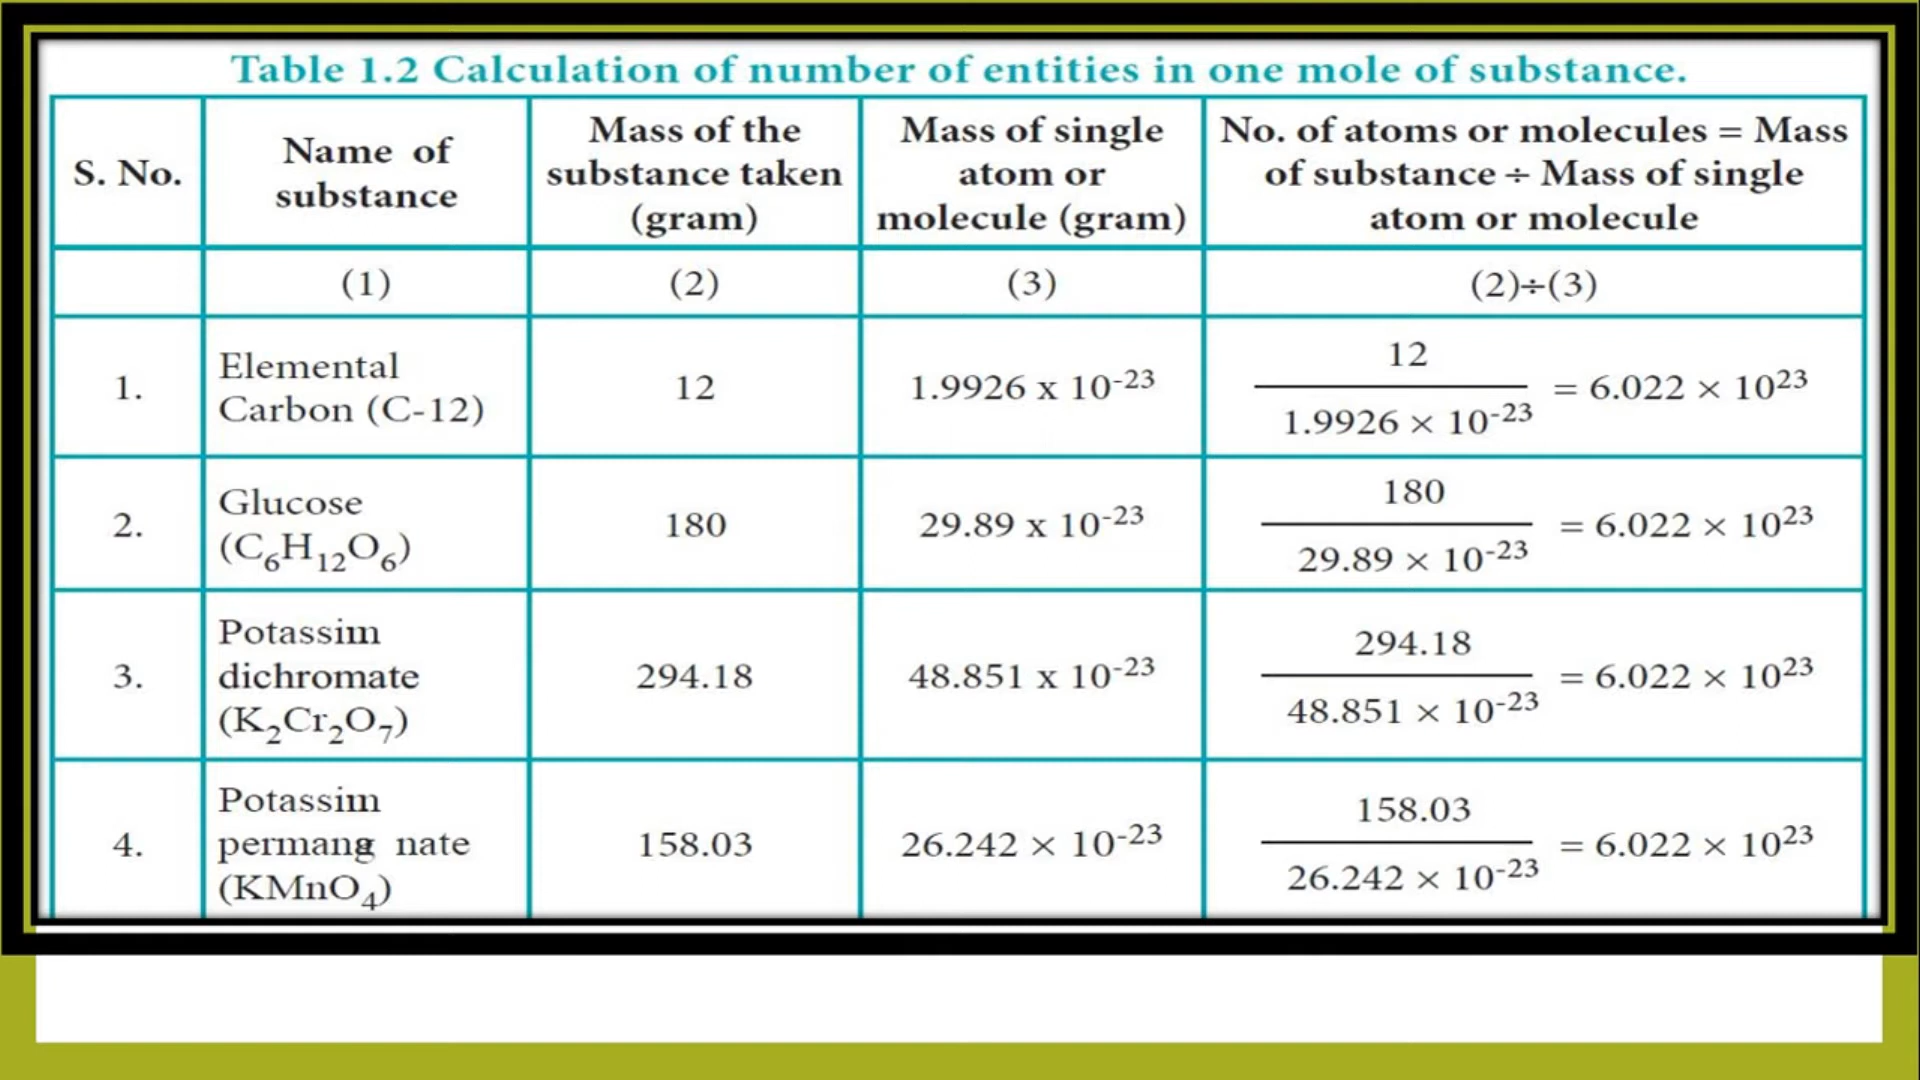 Table 1.2 Calculation of number of entities in one mole of substance.
S. No.
Name of
substance
Mass of the
substance taken
(gram)
Mass of single
atom or
molecule (gram)
No. of atoms or molecules = Mass
of substance ÷ Mass of single
atom or molecule
(1)
(2)
(3)
(2)÷(3)
1.
Elemental
Carbon (C-12)
12
1.9926 x 10⁻²³
12
1.9926 × 10⁻²³
= 6.022 × 10²³
2.
Glucose
(C₆H₁₂O₆)
180
29.89 x 10⁻²³
180
29.89 × 10⁻²³
= 6.022 × 10²³
3.
Potassim
dichromate
(K₂Cr₂O₇)
294.18
48.851 x 10⁻²³
294.18
48.851 × 10⁻²³
= 6.022 × 10²³
4.
Potassim
permanga nate
(KMnO₄)
158.03
26.242 × 10⁻²³
158.03
26.242 × 10⁻²³
= 6.022 × 10²³